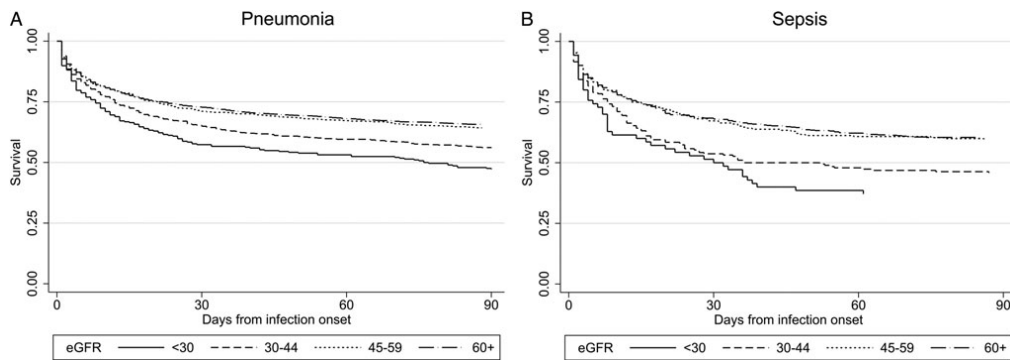 A Pneumonia
1.00
0.75
0.50
0.25
0.00
Survival
0 30 60 90
Days from infection onset
eGFR <30 30-44 45-59 60+
B Sepsis
1.00
0.75
0.50
0.25
0.00
Survival
0 30 60 90
Days from infection onset
eGFR <30 30-44 45-59 60+